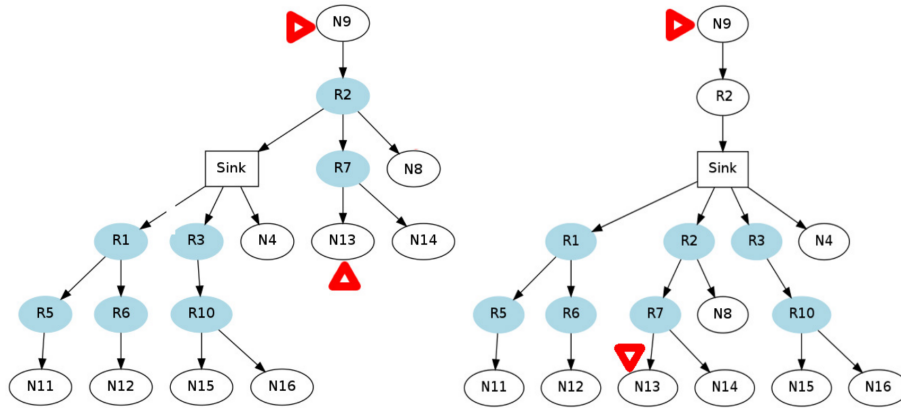 N9 N9
R2 R2
Sink R7 N8 Sink
R1 R3 N4 N13 N14 R1 R2 R3 N4
R5 R6 R10 R5 R6 R7 N8 R10
N11 N12 N15 N16 N11 N12 N13 N14 N15 N16